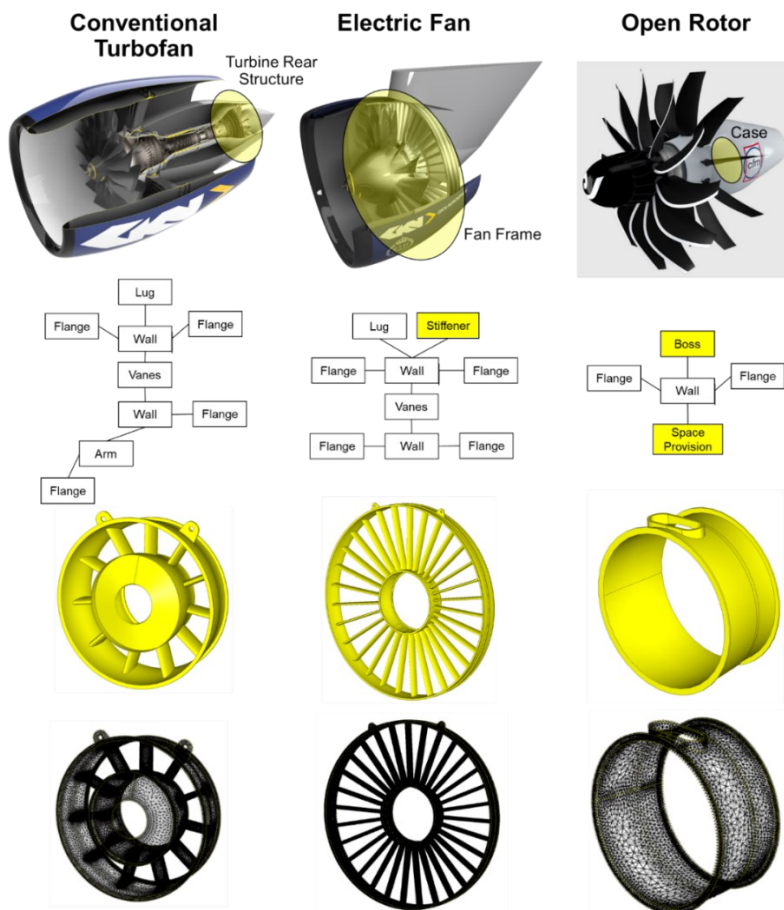 Conventional
Turbofan
Electric Fan
Open Rotor
Turbine Rear
Structure
Fan Frame
Case
cfm
Lug
Flange
Wall
Flange
Vanes
Wall
Flange
Arm
Flange
Lug
Stiffener
Flange
Wall
Flange
Vanes
Flange
Wall
Flange
Boss
Flange
Wall
Flange
Space
Provision